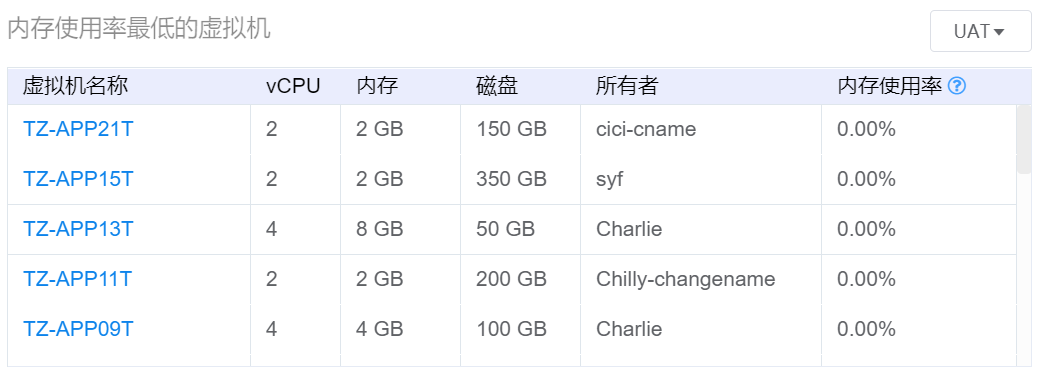 内存使用率最低的虚拟机
UAT
虚拟机名称 vCPU 内存 磁盘 所有者 内存使用率 ?
TZ-APP21T 2 2 GB 150 GB cici-cname 0.00%
TZ-APP15T 2 2 GB 350 GB syf 0.00%
TZ-APP13T 4 8 GB 50 GB Charlie 0.00%
TZ-APP11T 2 2 GB 200 GB Chilly-changename 0.00%
TZ-APP09T 4 4 GB 100 GB Charlie 0.00%